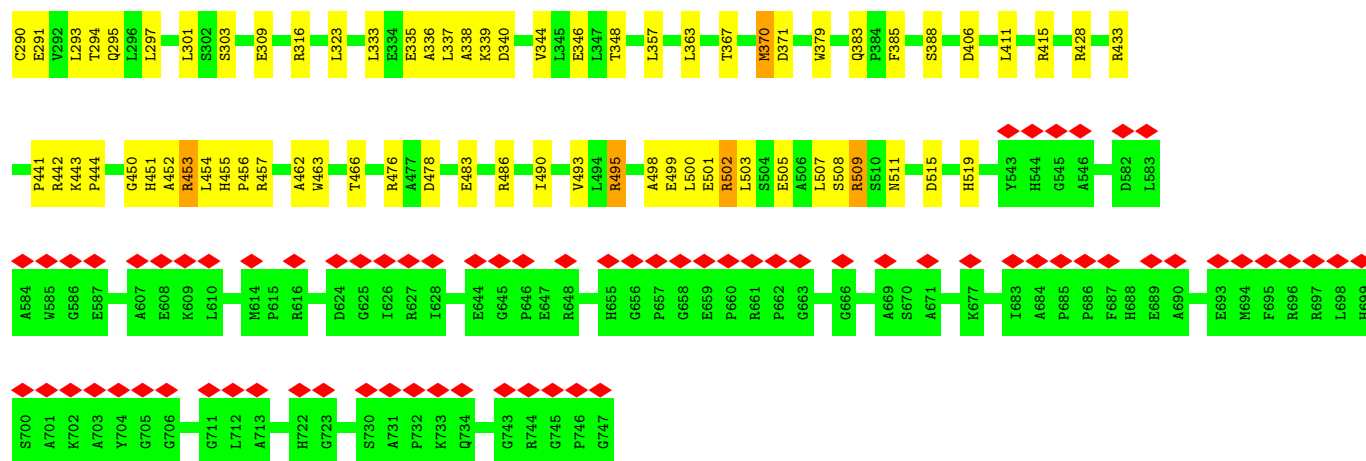 C290 E291 V292 L293 T294 Q295 L296 L297 L301 S302 S303 E309 R316 L323 L333 E334 E335 A336 L337 A338 K339 D340 V344 L345 E346 L347 T348 L357 L363 T367 M370 D371 W379 Q383 P384 F385 S388 D406 L411 R415 R428 R433
P441 R442 K443 P444 G450 H451 A452 R453 L454 H455 P456 R457 A462 W463 T466 R476 A477 D478 E483 R486 I490 V493 L494 R495 A498 E499 L500 E501 R502 L503 S504 E505 A506 L507 S508 R509 S510 N511 D515 H519 Y543 H544 G545 A546 D582 L583
A584 W585 G586 E587 A607 E608 K609 L610 M614 P615 R616 D624 G625 I626 R627 I628 E644 G645 P646 E647 R648 H655 G656 P657 G658 E659 P660 R661 P662 G663 G666 A669 S670 A671 K677 I683 A684 P685 P686 F687 H688 E689 A690 E693 M694 F695 R696 R697 L698 H699
S700 A701 K702 A703 Y704 G705 G706 G711 L712 A713 H722 G723 S730 A731 P732 K733 Q734 G743 R744 G745 P746 G747